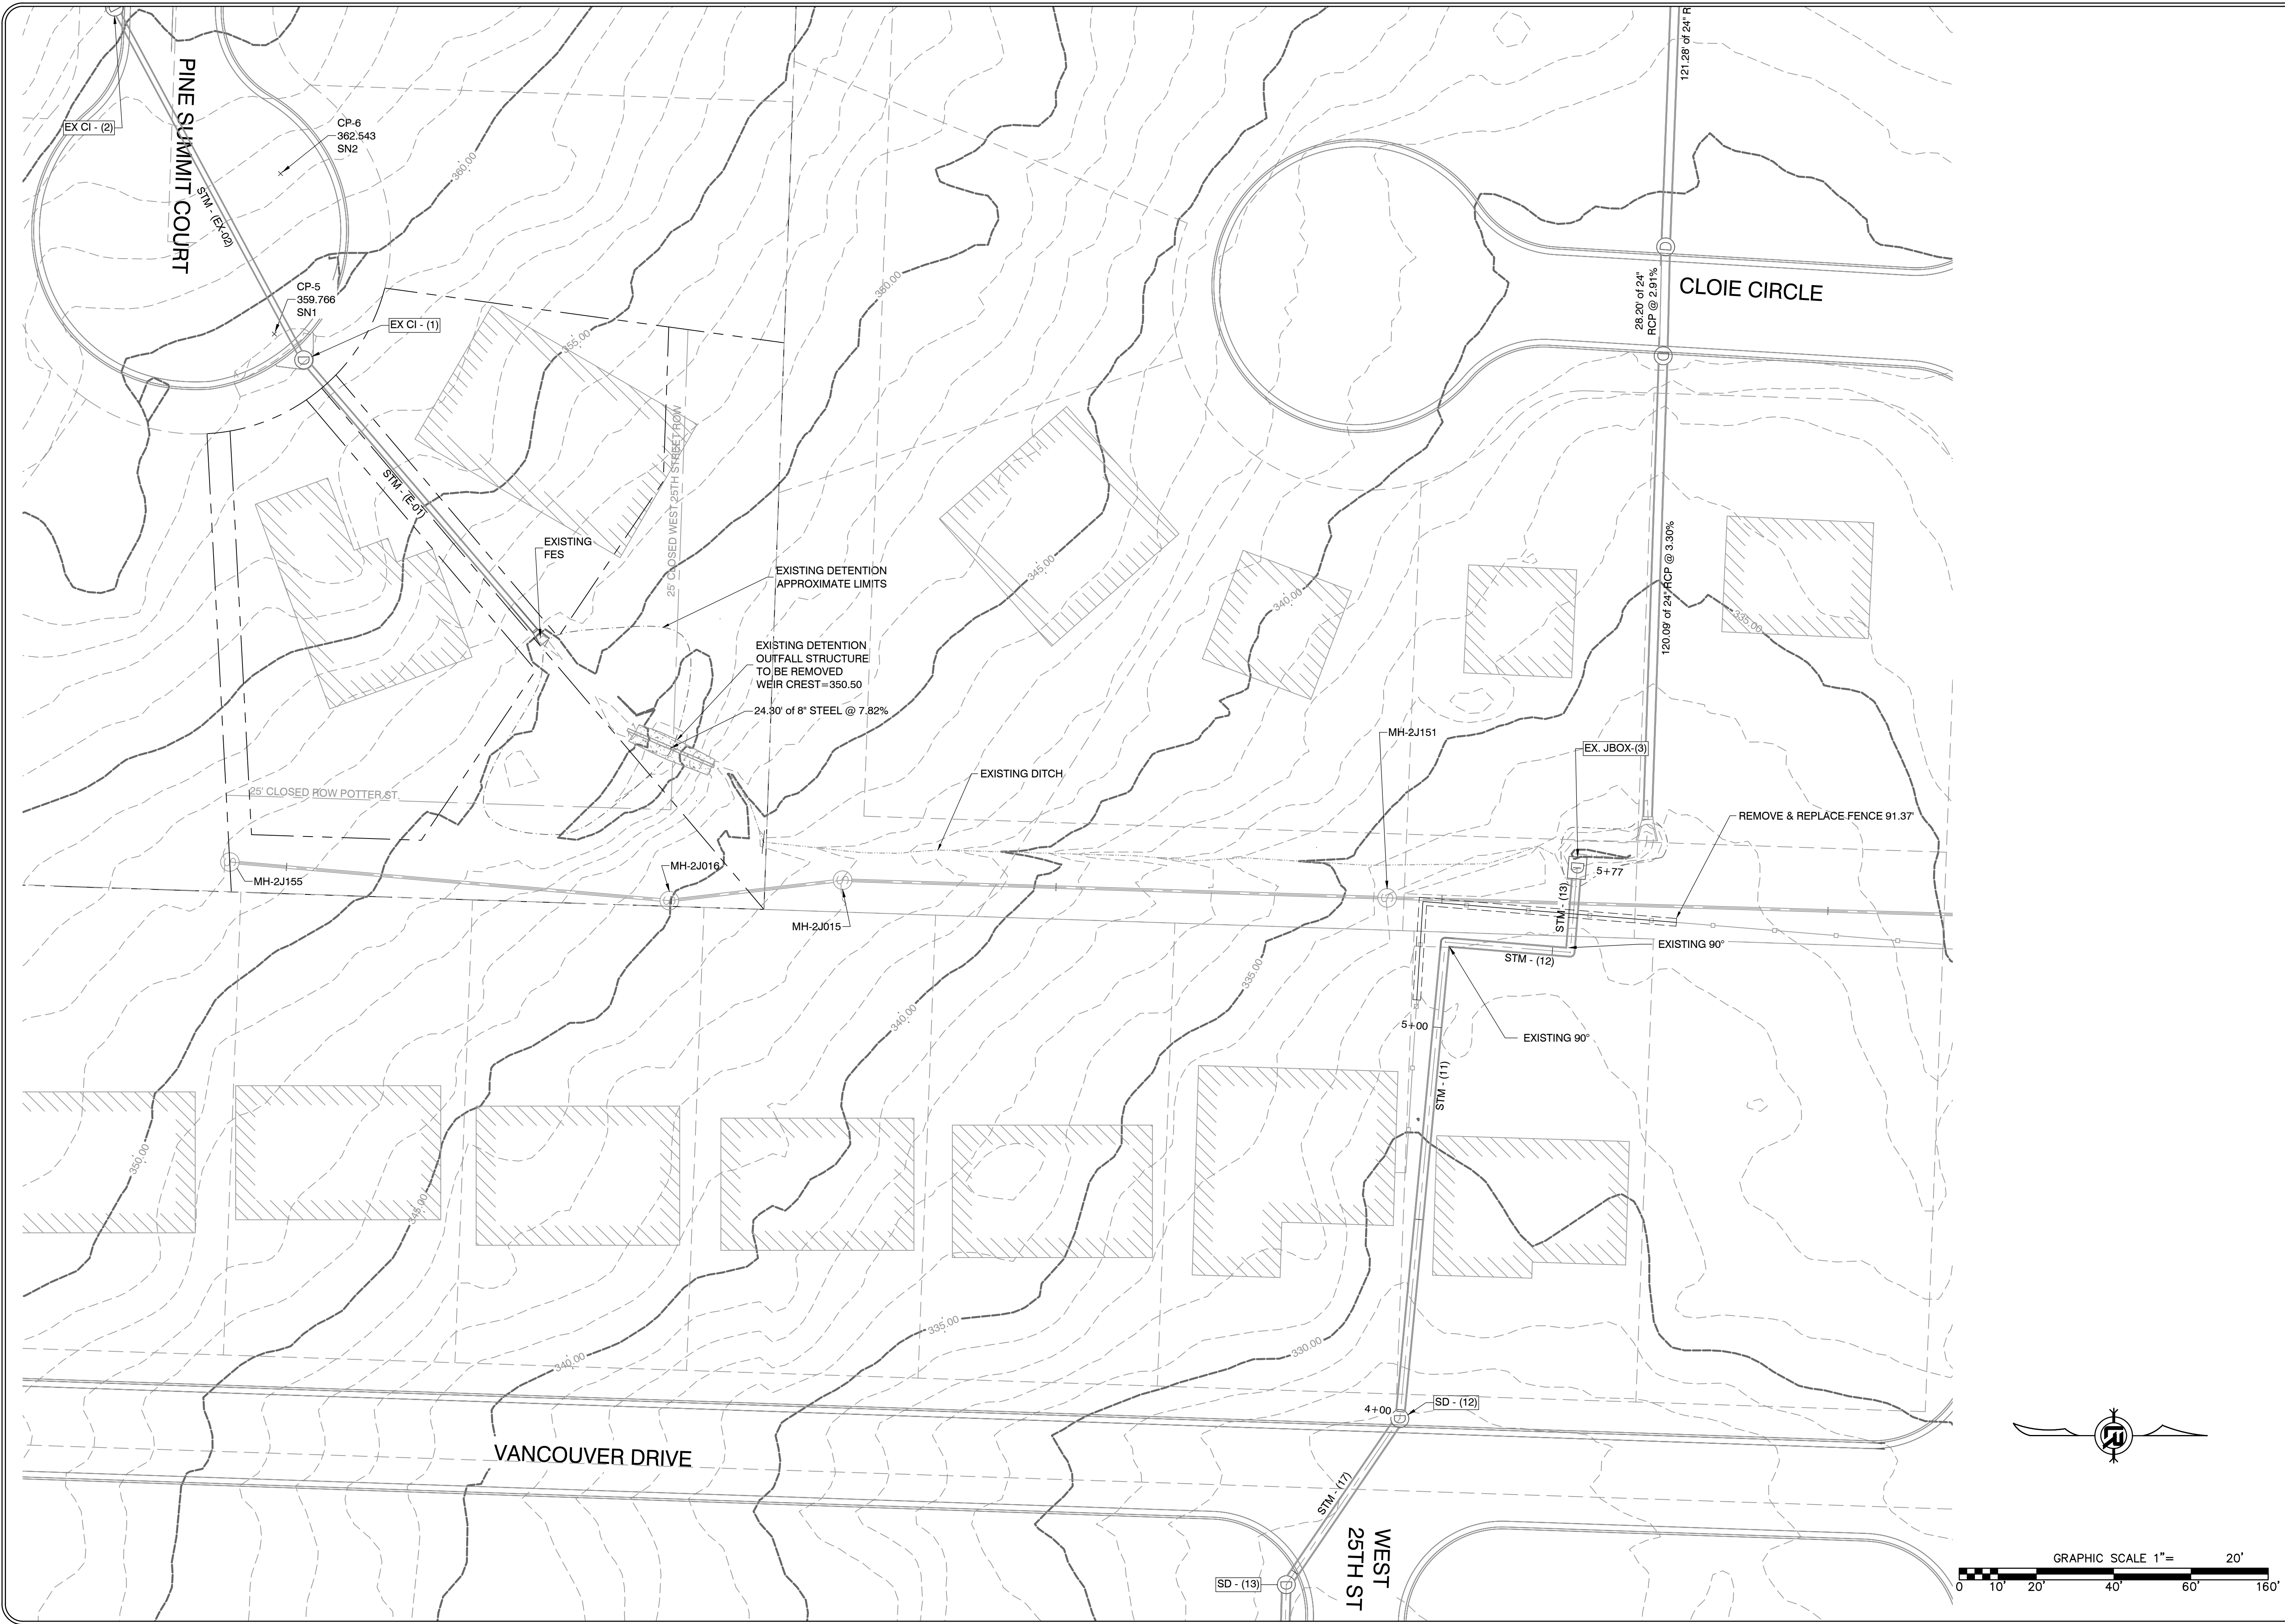 PINE SUMMIT COURT
EX CI - (2)
CP-6
362.543
SN2
STM - (EX-02)
360.00
CP-5
359.766
SN1
EX CI - (1)
355.00
360.00
121.28' of 24" R
28.20' of 24"
RCP @ 2.91%
CLOIE CIRCLE
STM - (E-01)
25' CLOSED WEST 25TH STREET ROW
EXISTING
FES
EXISTING DETENTION
APPROXIMATE LIMITS
345.00
340.00
120.09' of 24" RCP @ 3.30%
335.00
EXISTING DETENTION
OUTFALL STRUCTURE
TO BE REMOVED
WEIR CREST=350.50
24.30' of 8" STEEL @ 7.82%
MH-2J151
EX. JBOX-(3)
EXISTING DITCH
25' CLOSED ROW POTTER ST.
REMOVE & REPLACE FENCE 91.37'
MH-2J155
MH-2J016
MH-2J015
5+77
STM - (13)
EXISTING 90°
STM - (12)
335.00
340.00
5+00
EXISTING 90°
STM - (11)
350.00
345.00
335.00
330.00
340.00
4+00
SD - (12)
VANCOUVER DRIVE
STM - (17)
WEST
25TH ST
SD - (13)
GRAPHIC SCALE 1"= 20'
0 10' 20' 40' 60' 160'